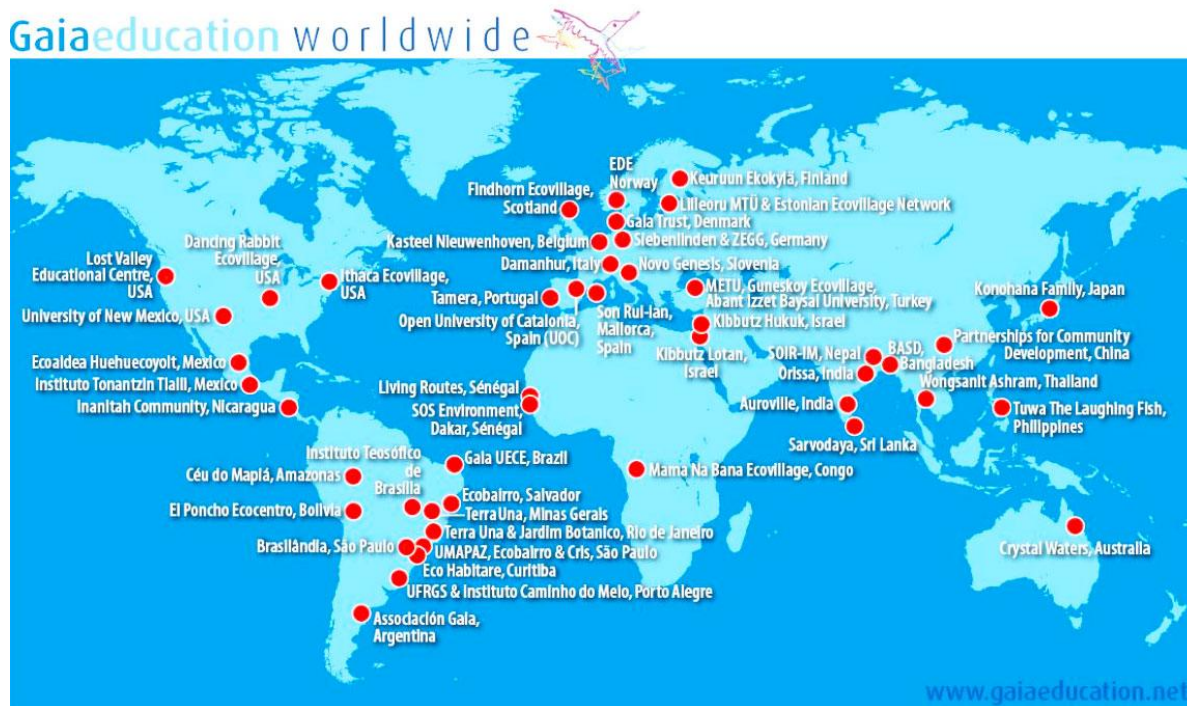 Gaiaeducation worldwide
EDE
Norway
Keuruun Ekokylä, Finland
Findhorn Ecovillage,
Scotland
Lilleoru MTÜ & Estonian Ecovillage Network
Gaia Trust, Denmark
Kasteel Nieuwenhoven, Belgium
Siebenlinden & ZEGG, Germany
Damanhur, Italy
Novo Genesis, Slovenia
Lost Valley
Educational Centre,
USA
Dancing Rabbit
Ecovillage,
USA
Ithaca Ecovillage,
USA
University of New Mexico, USA
Tamera, Portugal
Open University of Catalonia,
Spain (UOC)
Son Rul-lan,
Mallorca,
Spain
METU, Guneskoy Ecovillage,
Abant Izzet Baysal University, Turkey
Kibbutz Hukuk, Israel
Kibbutz Lotan,
Israel
Konohana Family, Japan
Partnerships for Community
Development, China
SOIR-IM, Nepal
BASD,
Bangladesh
Orissa, India
Wongsanit Ashram, Thailand
Auroville, India
Tuwa The Laughing Fish,
Philippines
Sarvodaya, Sri Lanka
Ecoaldea Huehuecoyolt, Mexico
Instituto Tonantzin Tlalli, Mexico
Inanitah Community, Nicaragua
Living Routes, Sénégal
SOS Environment,
Dakar, Sénégal
Instituto Teosófico
de
Brasília
Gaia UECE, Brazil
Céu do Mapiá, Amazonas
Mama Na Bana Ecovillage, Congo
El Poncho Ecocentro, Bolivia
Ecobairro, Salvador
TerraUna, Minas Gerais
Terra Una & Jardim Botanico, Rio de Janeiro
Brasilândia, São Paulo
UMAPAZ, Ecobairro & Cris, São Paulo
Eco Habitare, Curitiba
UFRGS & Instituto Caminho do Meio, Porto Alegre
Associación Gaia,
Argentina
Crystal Waters, Australia
www.gaiaeducation.net